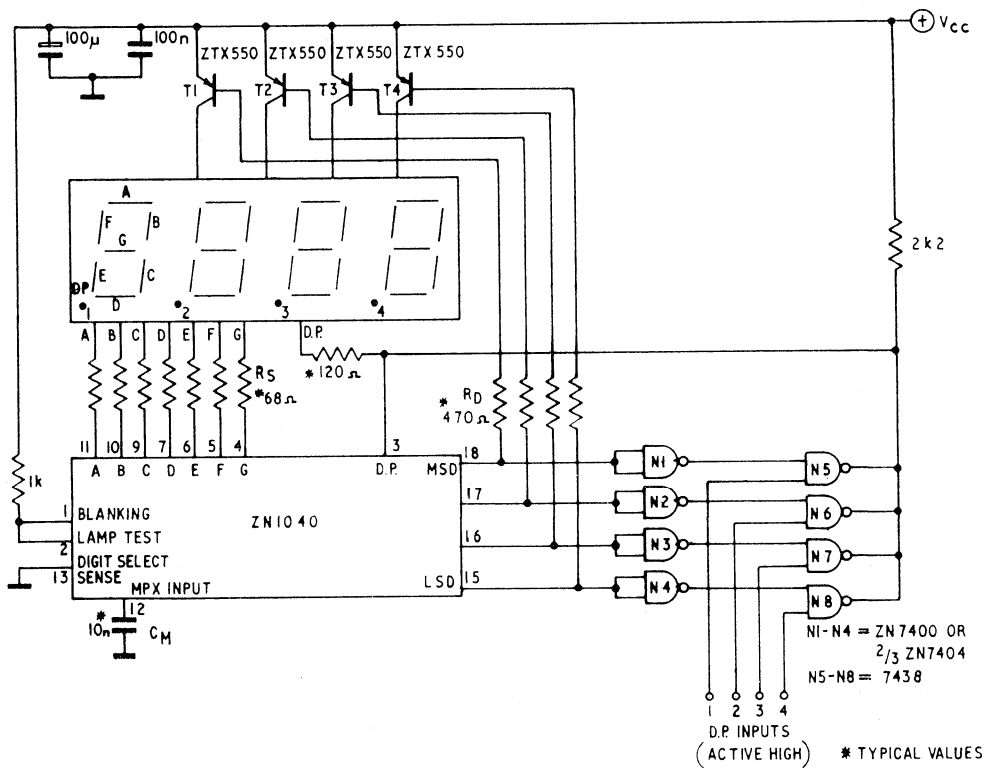 + Vcc
100μ 100n
ZTX550 ZTX550 ZTX550 ZTX550
T1 T2 T3 T4
2k2
A
F B
G
E C
D
DP
1 2 3 4
A B C D E F G D.P.
* 120Ω
RS
*68Ω
* RD
470Ω
11 10 9 7 6 5 4 3
A B C D E F G D.P.
1k
MSD 18
17
16
LSD 15
1 BLANKING
2 LAMP TEST
13 DIGIT SELECT
SENSE
MPX INPUT
ZN1040
12
*
10n CM
N1 N5
N2 N6
N3 N7
N4 N8
N1-N4 = ZN7400 OR
2/3 ZN7404
N5-N8 = 7438
1 2 3 4
D.P. INPUTS
(ACTIVE HIGH)
* TYPICAL VALUES